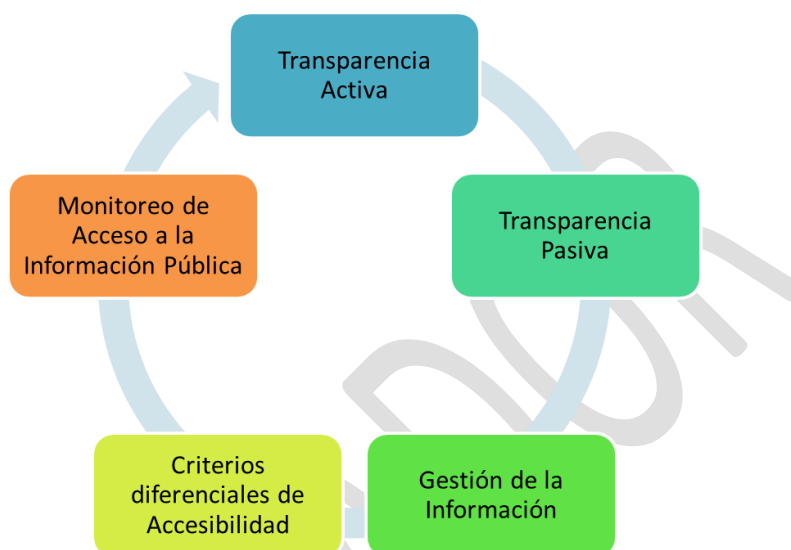 Transparencia
Activa
Transparencia
Pasiva
Gestión de la
Información
Criterios
diferenciales de
Accesibilidad
Monitoreo de
Acceso a la
Información Pública